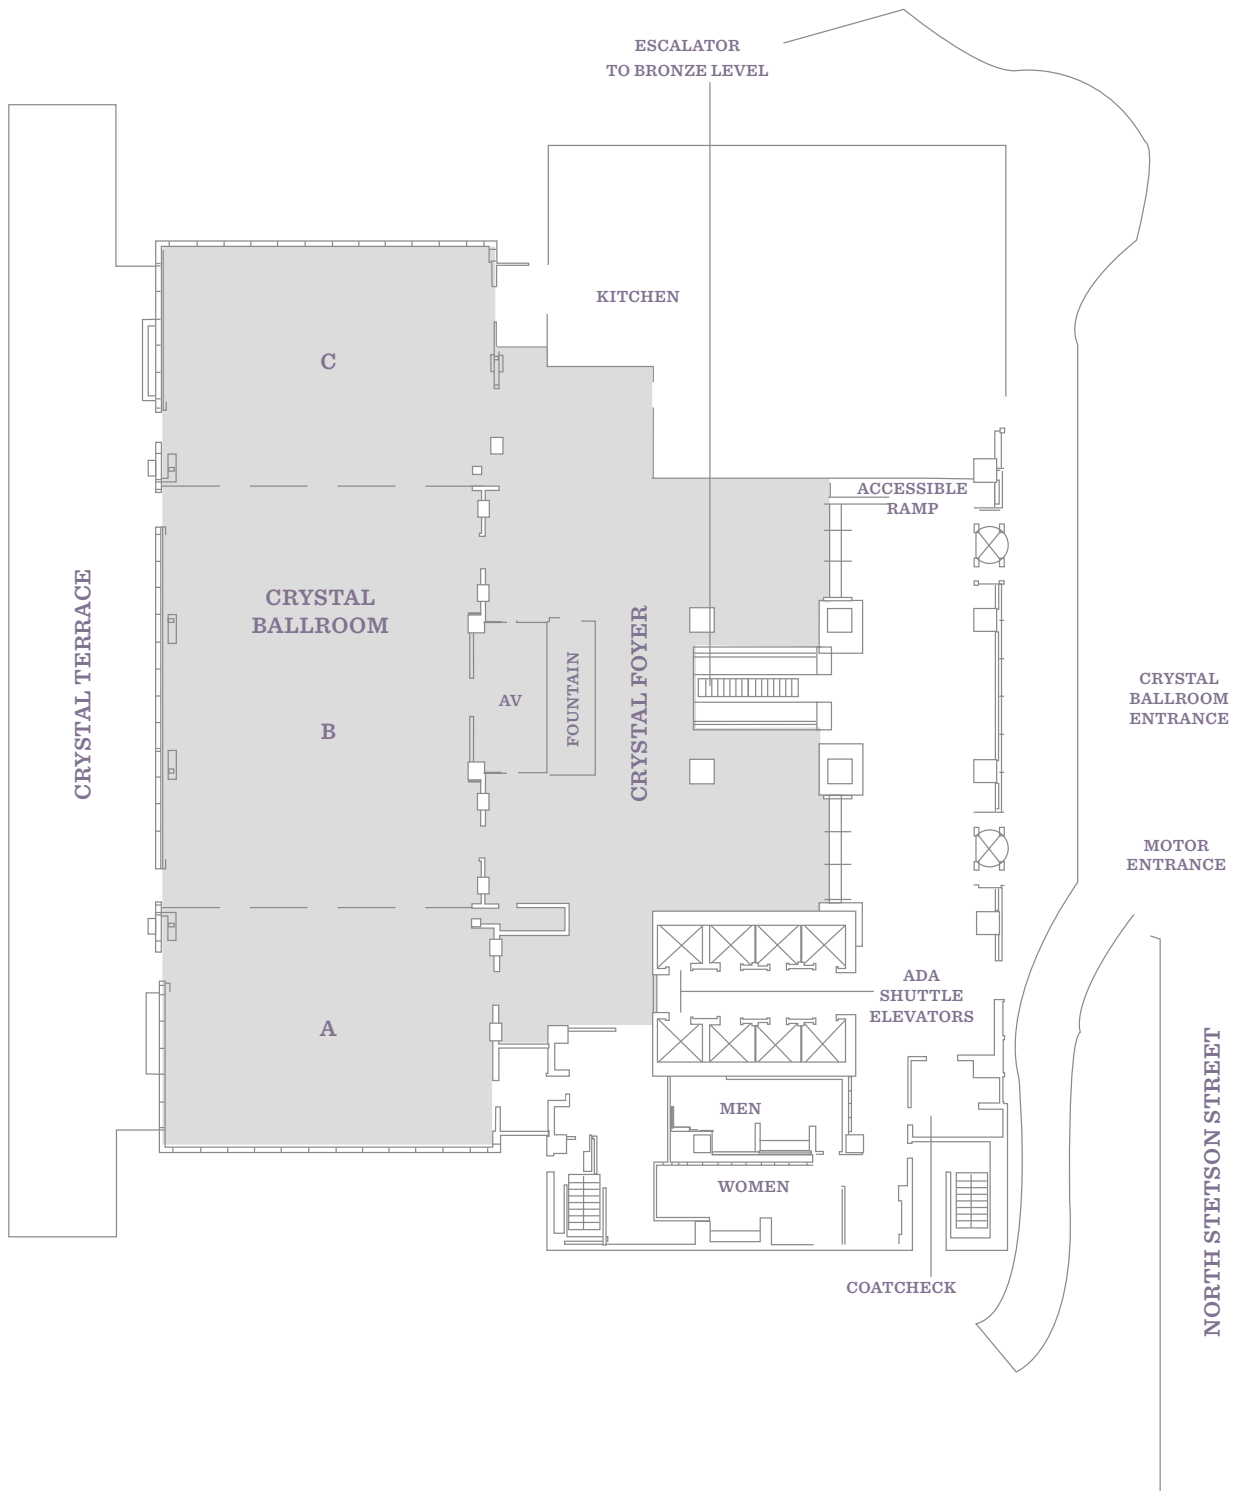 ESCALATOR
TO BRONZE LEVEL
KITCHEN
C
ACCESSIBLE
RAMP
CRYSTAL TERRACE
CRYSTAL
BALLROOM
CRYSTAL FOYER
FOUNTAIN
AV
B
CRYSTAL
BALLROOM
ENTRANCE
MOTOR
ENTRANCE
ADA
SHUTTLE
ELEVATORS
A
MEN
WOMEN
COATCHECK
NORTH STETSON STREET